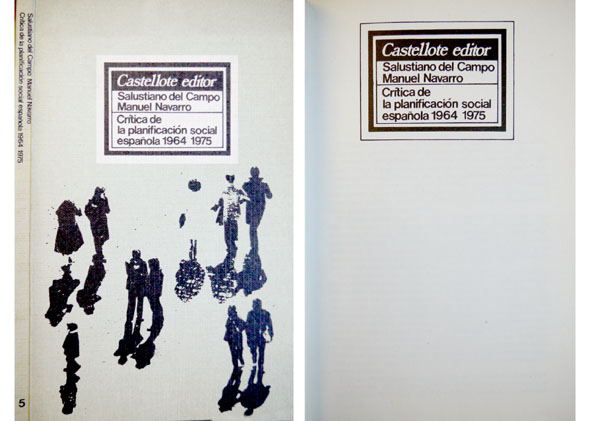 Salustiano del Campo Manuel Navarro
Crítica de la planificación social española 1964 1975
5
Castellote editor
Salustiano del Campo
Manuel Navarro
Crítica de
la planificación social
española 1964 1975
Castellote editor
Salustiano del Campo
Manuel Navarro
Crítica de
la planificación social
española 1964 1975